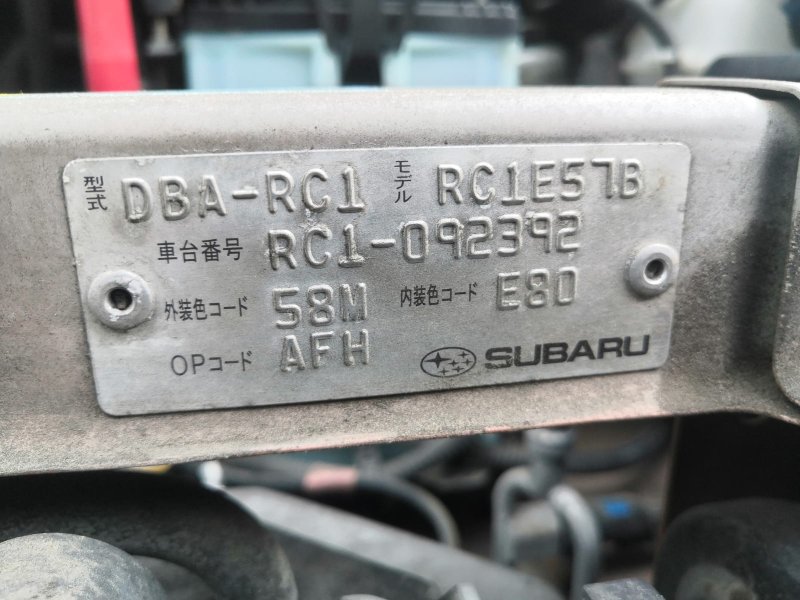 型式 DBA-RC1 モデル RC1E57B
車台番号 RC1-092392
外装色コード 58M 内装色コード E80
OPコード AFH SUBARU